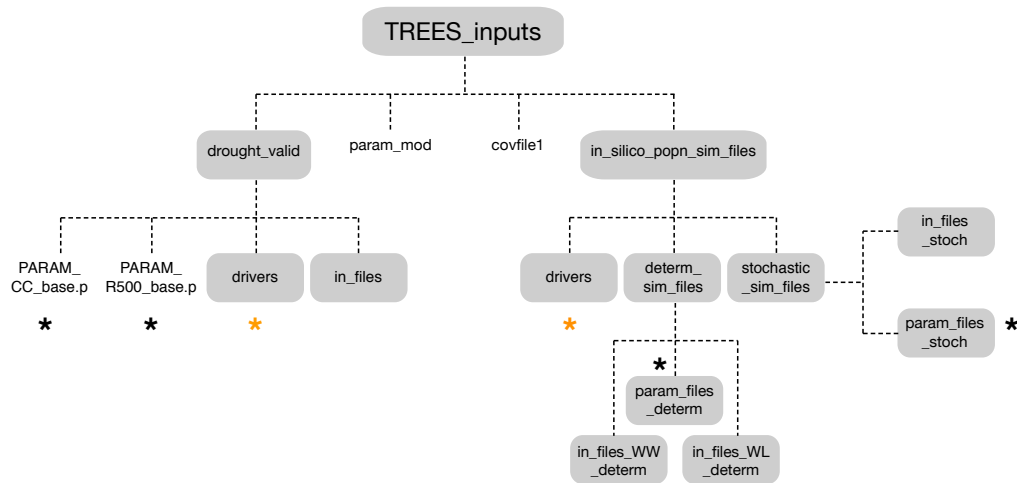 TREES_inputs
drought_valid
param_mod
covfile1
in_silico_popn_sim_files
PARAM_
CC_base.p
*
PARAM_
R500_base.p
*
drivers
*
in_files
drivers
*
determ_
sim_files
stochastic
_sim_files
in_files
_stoch
param_files
_stoch
*
*
param_files
_determ
in_files_WW
_determ
in_files_WL
_determ